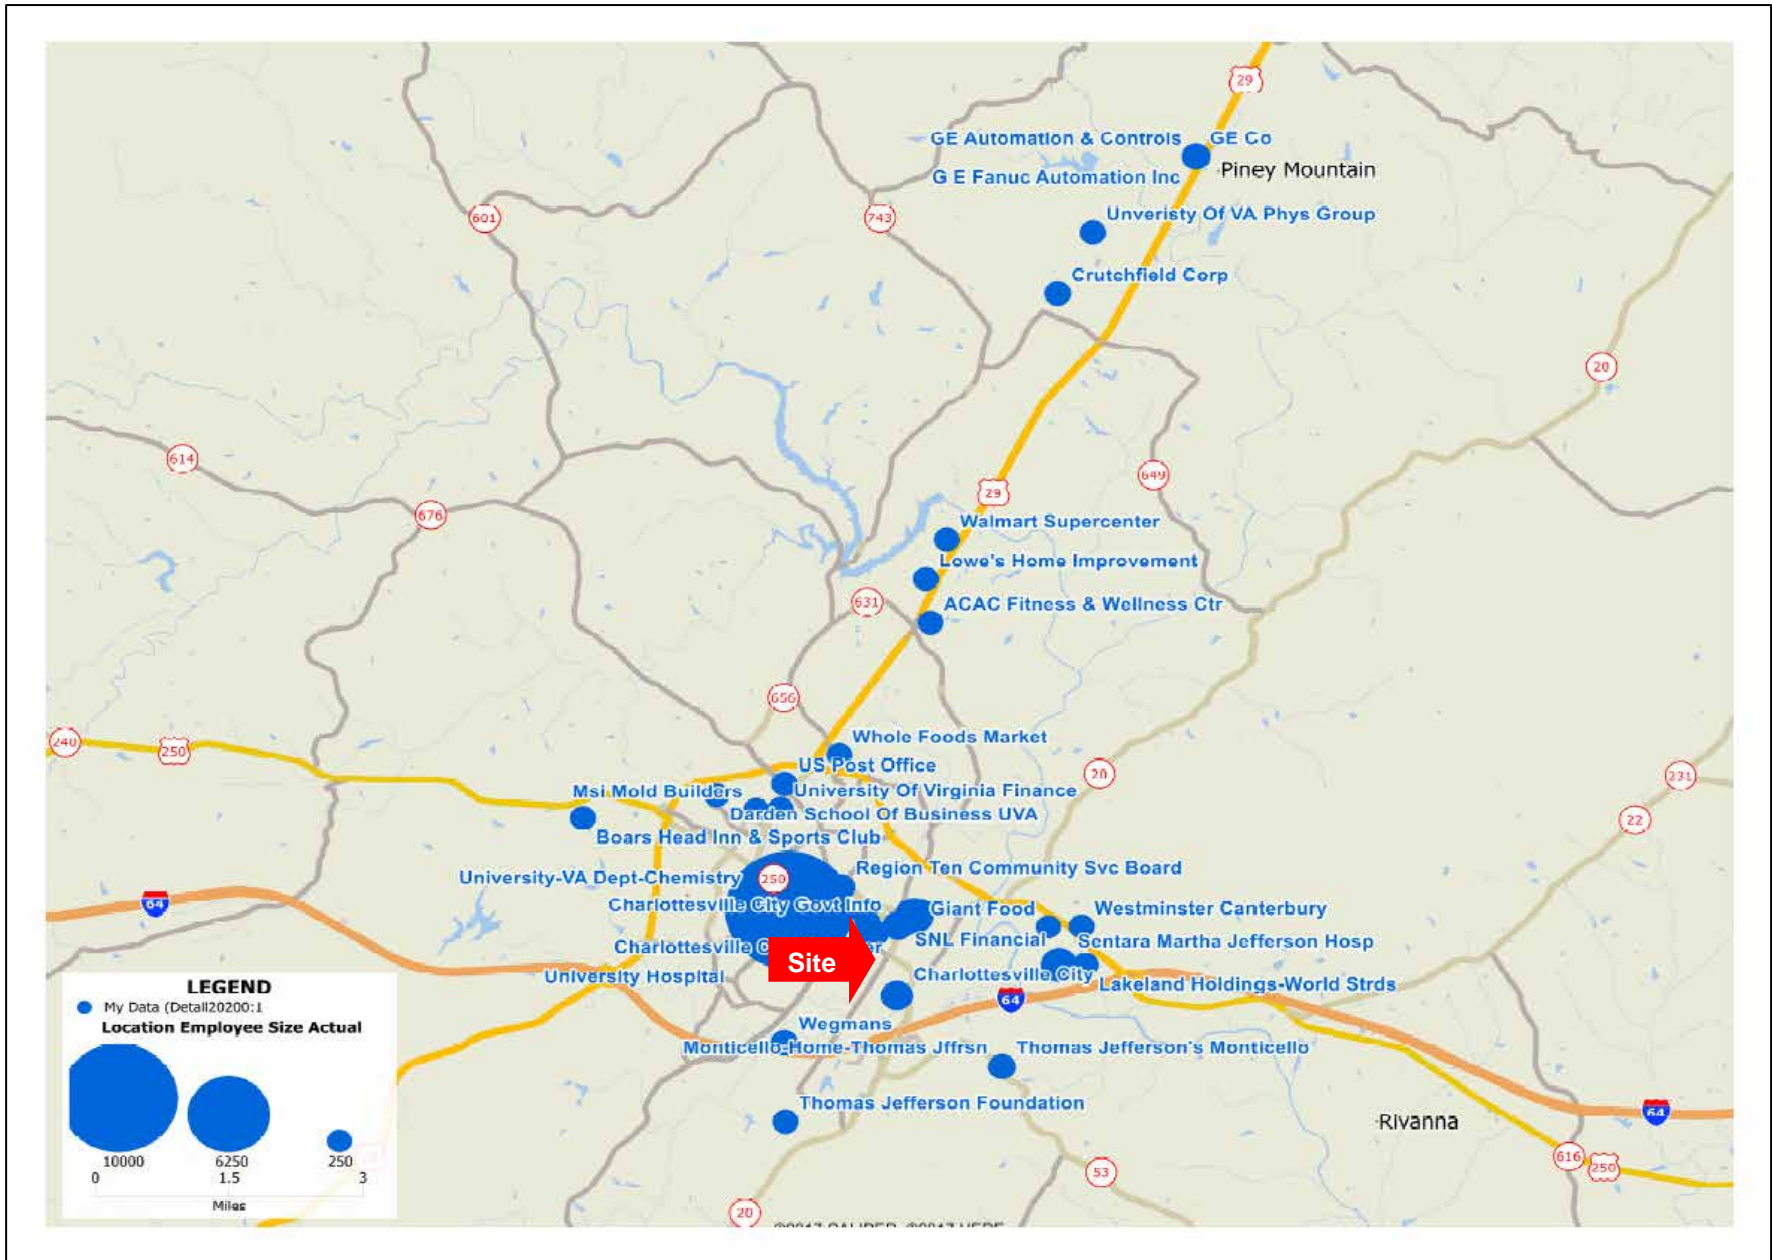 29
GE Automation & Controls
GE Co
G E Fanuc Automation Inc
Piney Mountain
601
743
Unveristy Of VA Phys Group
Crutchfield Corp
20
614
649
29
676
Walmart Supercenter
Lowe's Home Improvement
631
ACAC Fitness & Wellness Ctr
656
Whole Foods Market
240
250
US Post Office
20
231
Msi Mold Builders
University Of Virginia Finance
Darden School Of Business UVA
22
Boars Head Inn & Sports Club
Region Ten Community Svc Board
University-VA Dept-Chemistry
250
64
Charlottesville City Govt Info
Giant Food
Westminster Canterbury
Charlottesville
SNL Financial
Sentara Martha Jefferson Hosp
Site
University Hospital
Charlottesville City
Lakeland Holdings-World Strds
64
Wegmans
Monticello-Home-Thomas Jffrsn
Thomas Jefferson's Monticello
Thomas Jefferson Foundation
64
Rivanna
616
250
53
20
LEGEND
My Data (Detail20200:1
Location Employee Size Actual
10000
6250
250
0
1.5
3
Miles